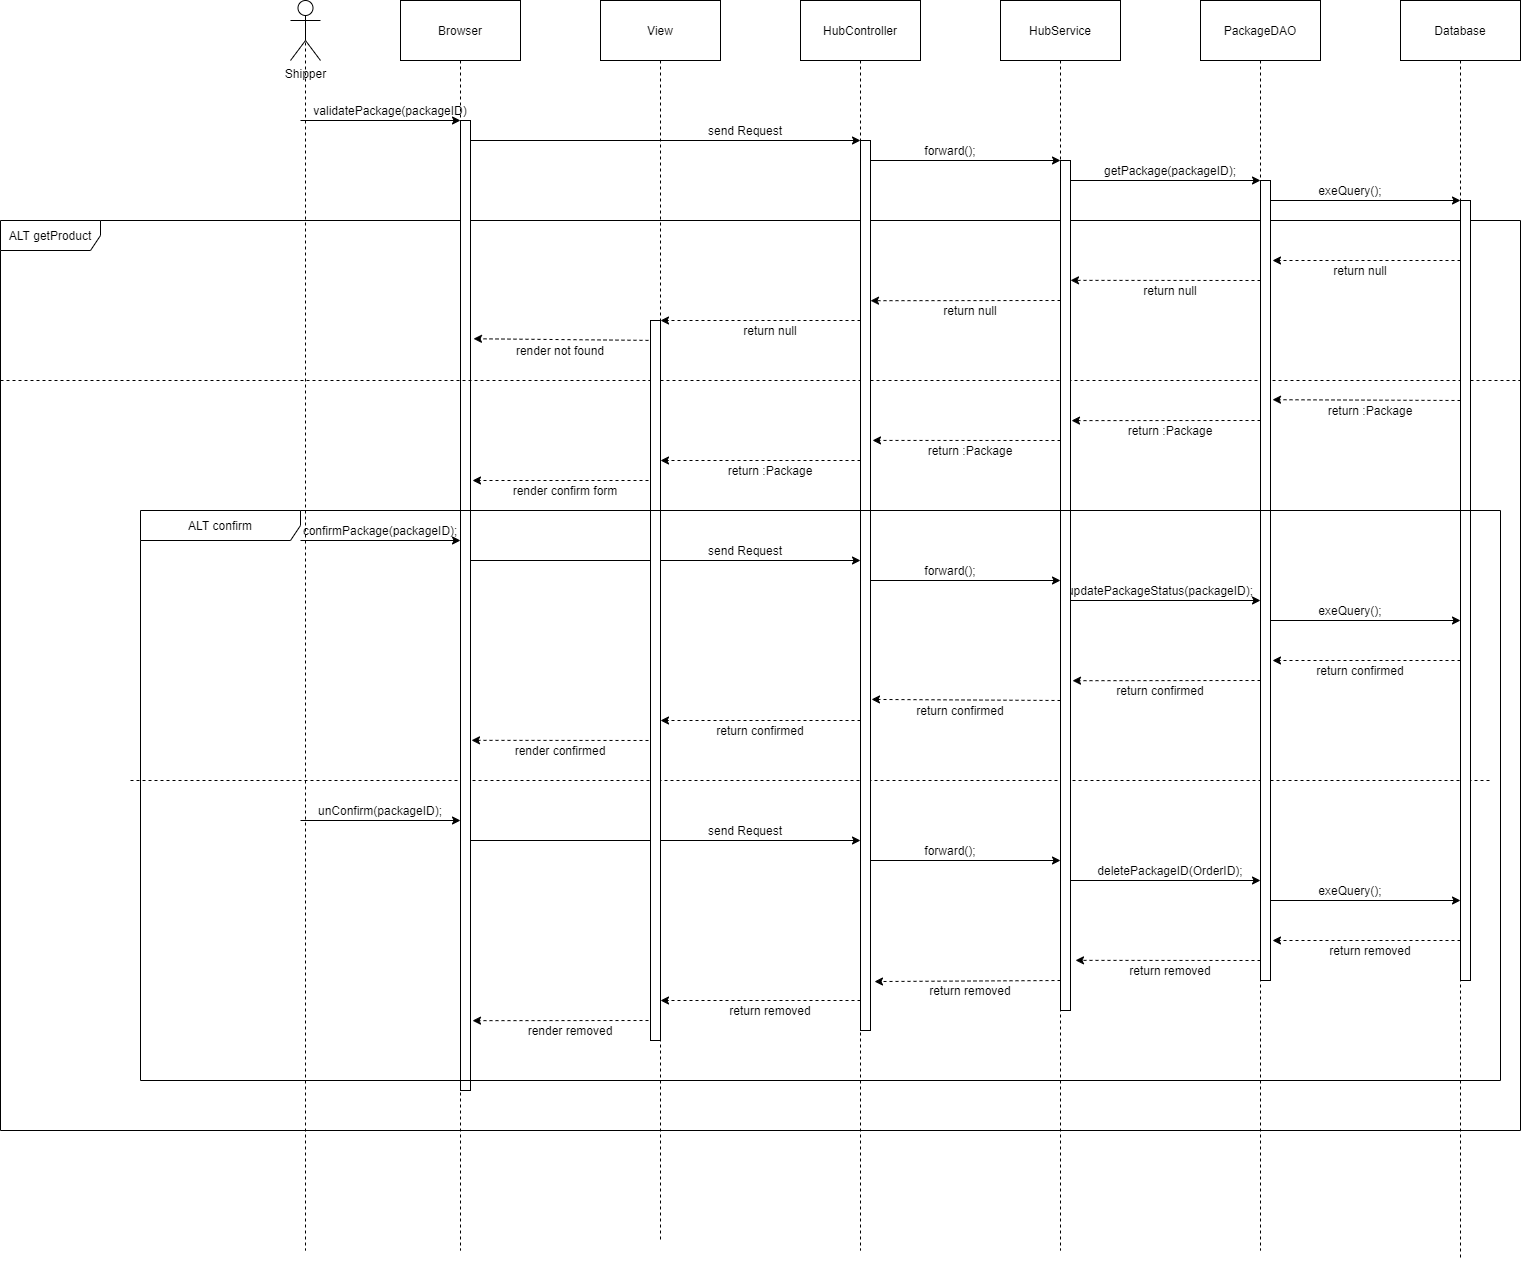 Shipper
Browser
View
HubController
HubService
PackageDAO
Database
validatePackage(packageID)
send Request
forward();
getPackage(packageID);
exeQuery();
ALT getProduct
return null
return null
return null
return null
render not found
return :Package
return :Package
return :Package
return :Package
render confirm form
ALT confirm
confirmPackage(packageID);
send Request
forward();
updatePackageStatus(packageID);
exeQuery();
return confirmed
return confirmed
return confirmed
return confirmed
render confirmed
unConfirm(packageID);
send Request
forward();
deletePackageID(OrderID);
exeQuery();
return removed
return removed
return removed
return removed
render removed